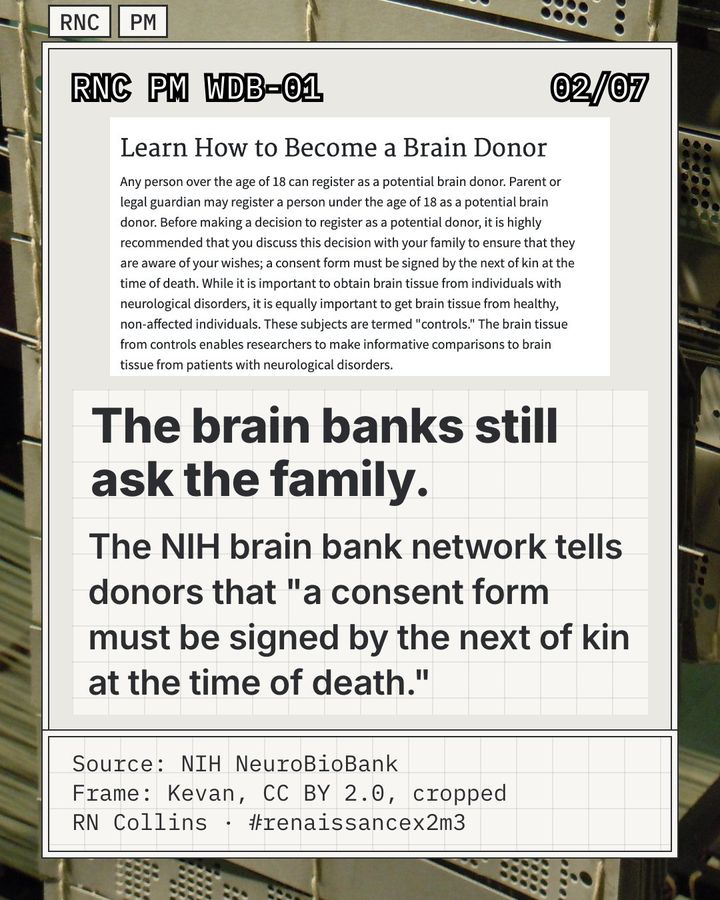 RNC PM
RNC PM WDB-01 02/07
Learn How to Become a Brain Donor
Any person over the age of 18 can register as a potential brain donor. Parent or
legal guardian may register a person under the age of 18 as a potential brain
donor. Before making a decision to register as a potential donor, it is highly
recommended that you discuss this decision with your family to ensure that they
are aware of your wishes; a consent form must be signed by the next of kin at the
time of death. While it is important to obtain brain tissue from individuals with
neurological disorders, it is equally important to get brain tissue from healthy,
non-affected individuals. These subjects are termed "controls." The brain tissue
from controls enables researchers to make informative comparisons to brain
tissue from patients with neurological disorders.
The brain banks still
ask the family.
The NIH brain bank network tells
donors that "a consent form
must be signed by the next of kin
at the time of death."
Source: NIH NeuroBioBank
Frame: Kevan, CC BY 2.0, cropped
RN Collins · #renaissancex2m3